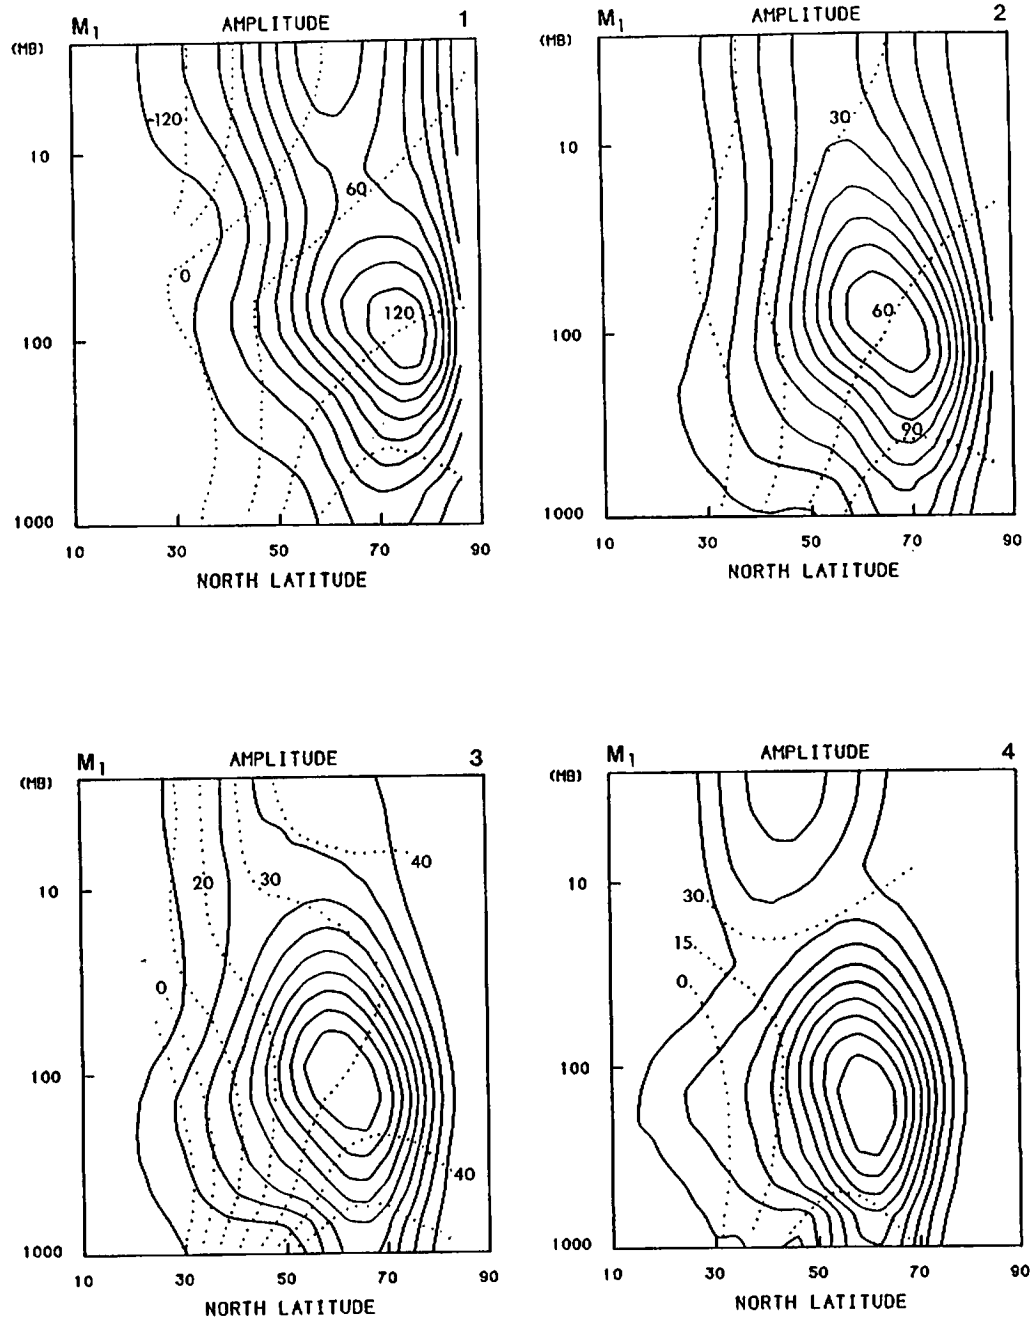 M1 AMPLITUDE 1
(MB)
-120
10
60
0
120
100
1000
10 30 50 70 90
NORTH LATITUDE
M1 AMPLITUDE 2
(MB)
30
10
60
100
90
1000
10 30 50 70 90
NORTH LATITUDE
M1 AMPLITUDE 3
(MB)
40
20 30
10
0
100
40
1000
10 30 50 70 90
NORTH LATITUDE
M1 AMPLITUDE 4
(MB)
10
30
15
0
100
1000
10 30 50 70 90
NORTH LATITUDE